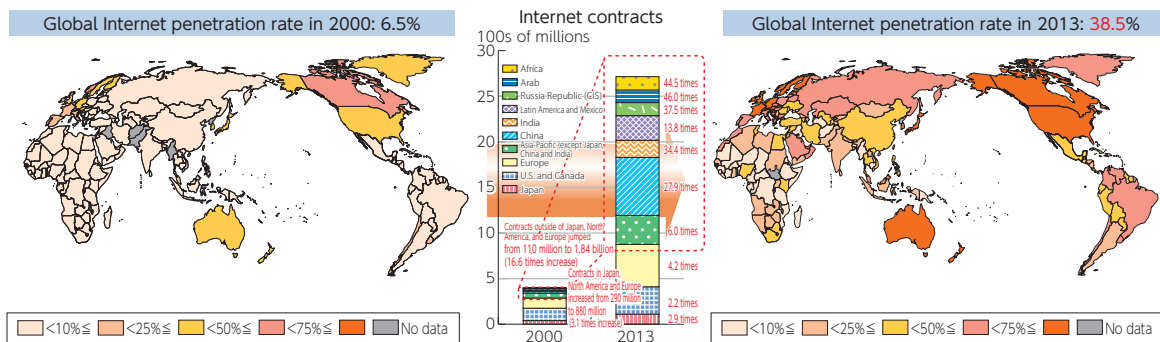 Global Internet penetration rate in 2000: 6.5%
<10%≦ <25%≦ <50%≦ <75%≦ No data
Internet contracts
100s of millions
30
25
20
15
10
5
0
Africa
Arab
Russia-Republic (CIS)
Latin America and Mexico
India
China
Asia-Pacific (except Japan,
China and India)
Europe
U.S. and Canada
Japan
44.5 times
46.0 times
37.5 times
13.8 times
34.4 times
27.9 times
6.0 times
4.2 times
2.2 times
2.9 times
Contracts outside of Japan, North
America, and Europe jumped
from 110 million to 1.84 billion
(16.6 times increase)
Contracts in Japan,
North America and Europe
increased from 290 million
to 880 million
(3.1 times increase)
2000 2013
Global Internet penetration rate in 2013: 38.5%
<10%≦ <25%≦ <50%≦ <75%≦ No data